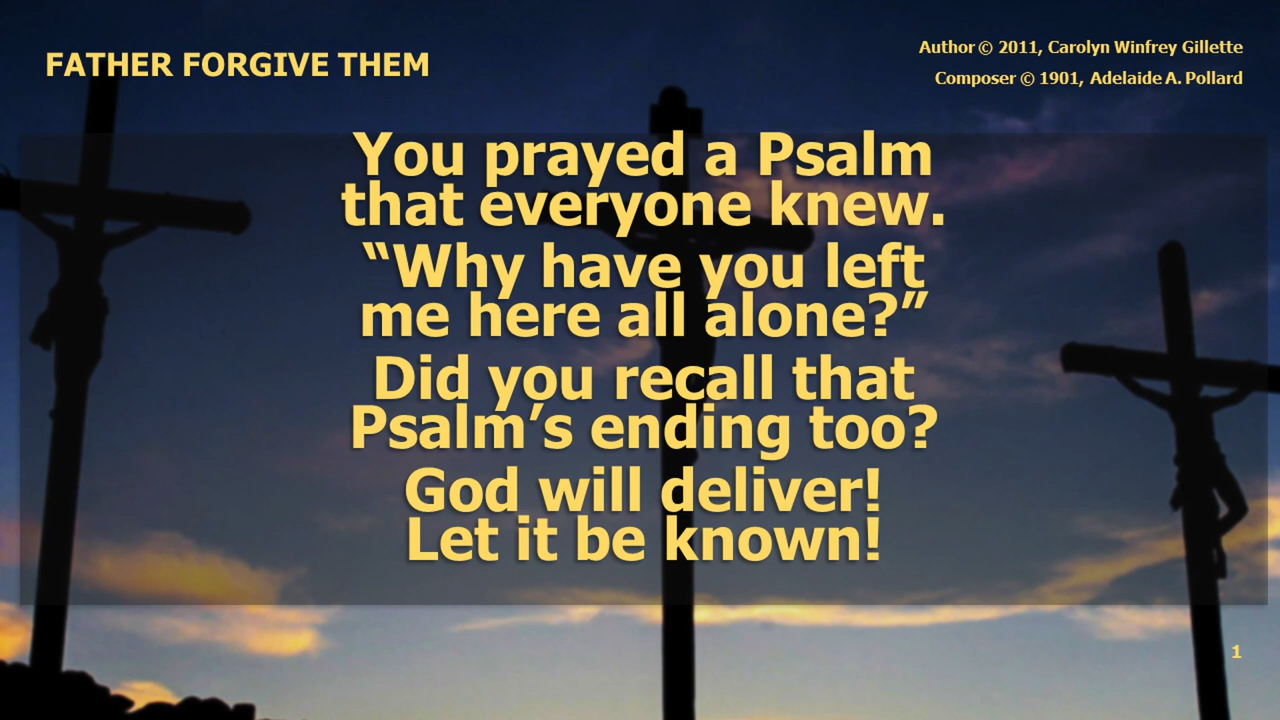 FATHER FORGIVE THEM
Author © 2011, Carolyn Winfrey Gillette
Composer © 1901, Adelaide A. Pollard
You prayed a Psalm
that everyone knew.
“Why have you left
me here all alone?”
Did you recall that
Psalm’s ending too?
God will deliver!
Let it be known!
1